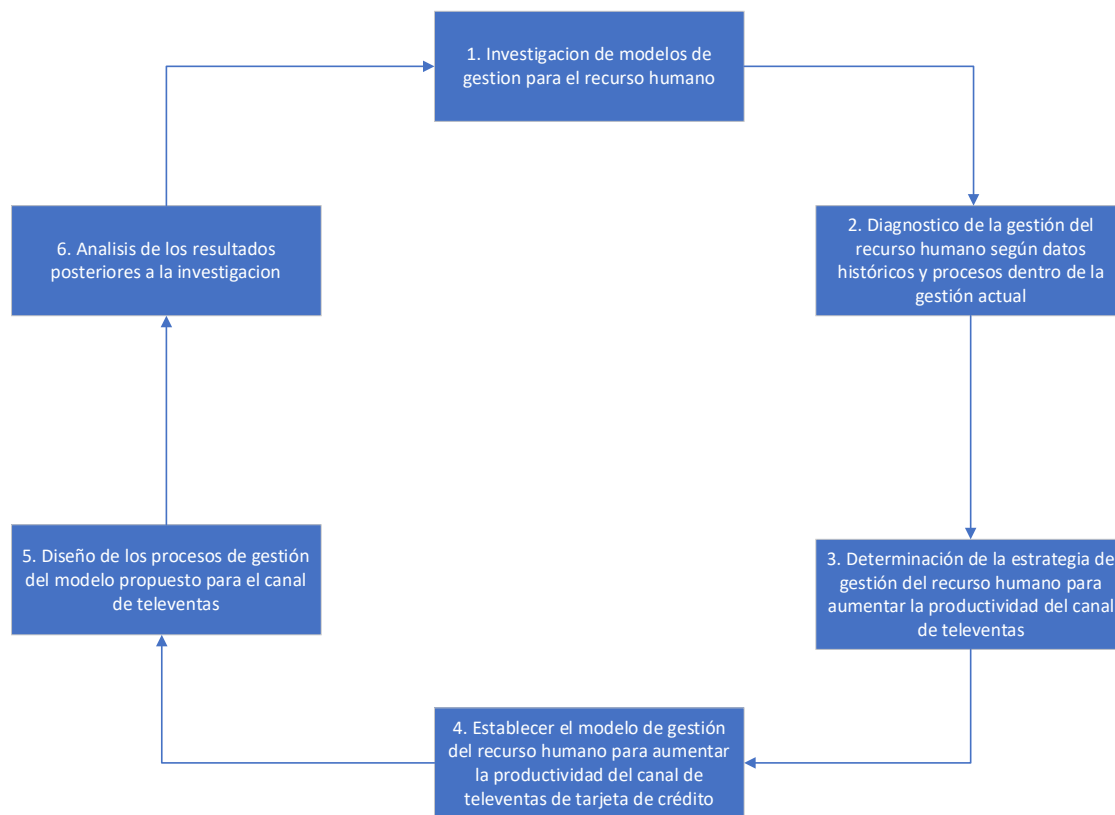 1. Investigacion de modelos de
gestion para el recurso humano
2. Diagnostico de la gestión del
recurso humano según datos
históricos y procesos dentro de la
gestión actual
3. Determinación de la estrategia de
gestión del recurso humano para
aumentar la productividad del canal
de televentas
4. Establecer el modelo de gestión
del recurso humano para aumentar
la productividad del canal de
televentas de tarjeta de crédito
5. Diseño de los procesos de gestión
del modelo propuesto para el canal
de televentas
6. Analisis de los resultados
posteriores a la investigacion